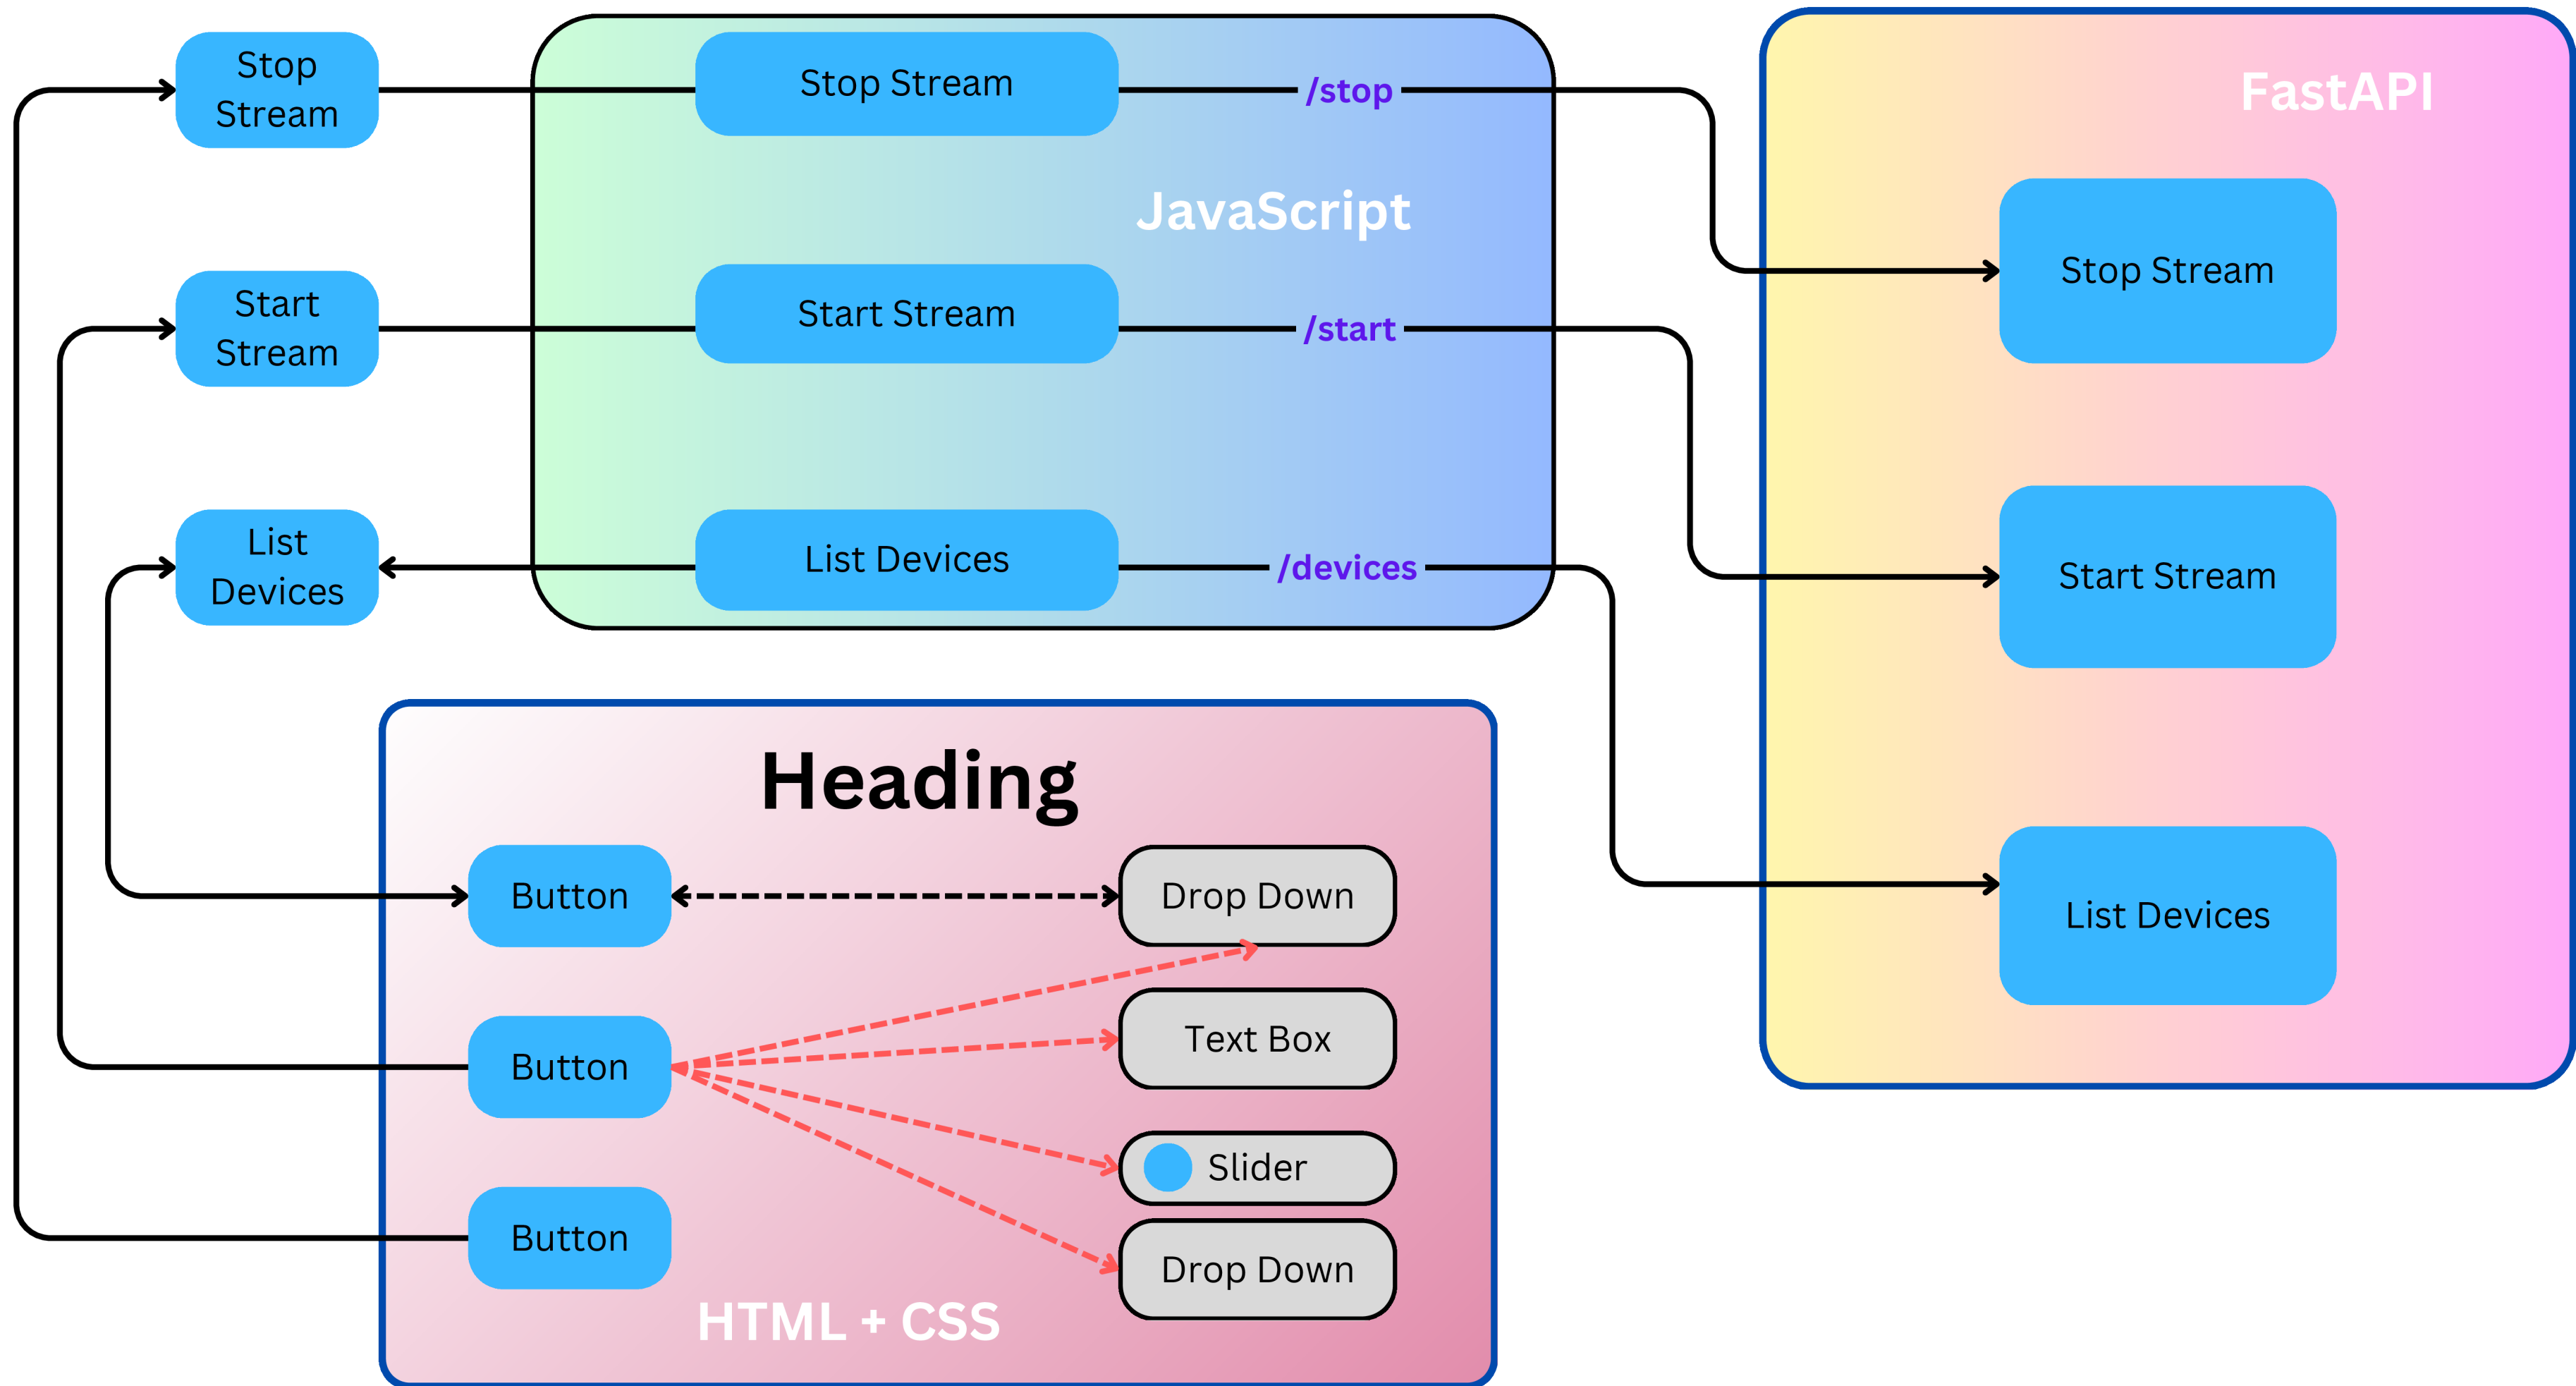 Stop
Stream
Stop Stream
/stop
FastAPI
JavaScript
Stop Stream
Start
Stream
Start Stream
/start
List
Devices
List Devices
/devices
Start Stream
Heading
Button
Drop Down
List Devices
Button
Text Box
Slider
Button
Drop Down
HTML + CSS